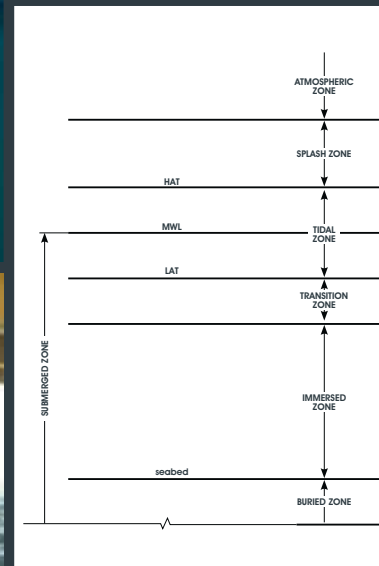 ATMOSPHERIC
ZONE
SPLASH ZONE
HAT
MWL
TIDAL
ZONE
LAT
TRANSITION
ZONE
SUBMERGED ZONE
IMMERSED
ZONE
seabed
BURIED ZONE